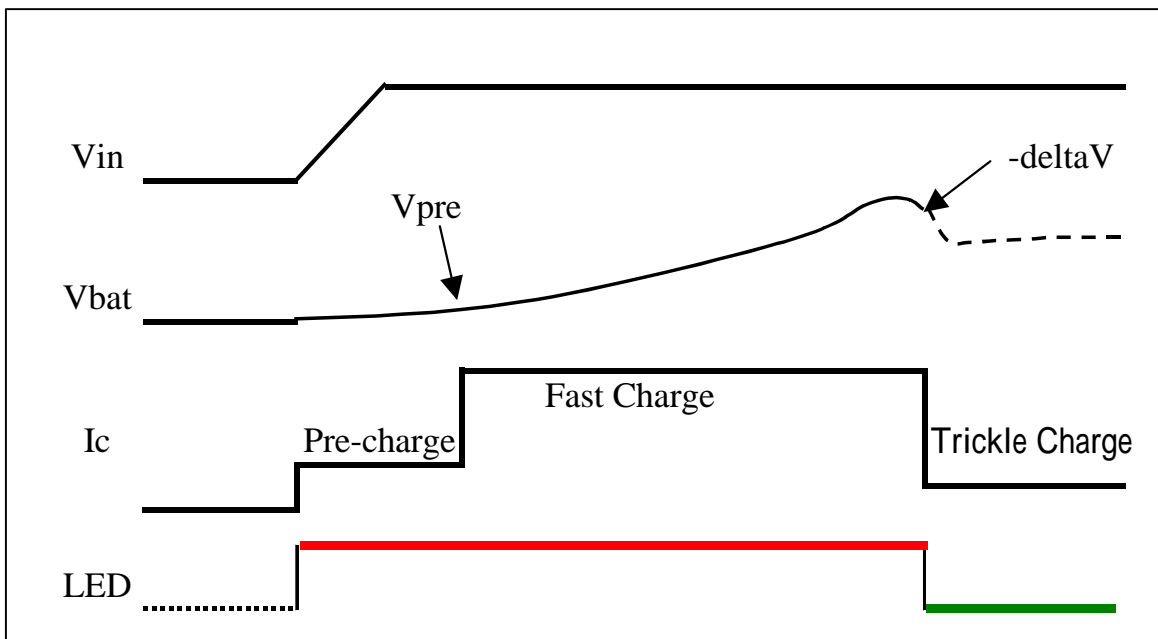 Vin
-deltaV
Vpre
Vbat
Fast Charge
Ic
Pre-charge
Trickle Charge
LED